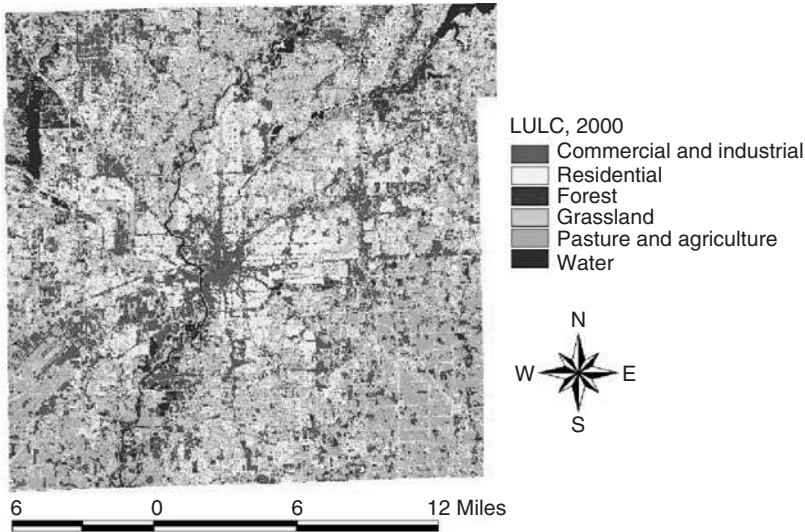 LULC, 2000
Commercial and industrial
Residential
Forest
Grassland
Pasture and agriculture
Water
N
W E
S
6 0 6 12 Miles